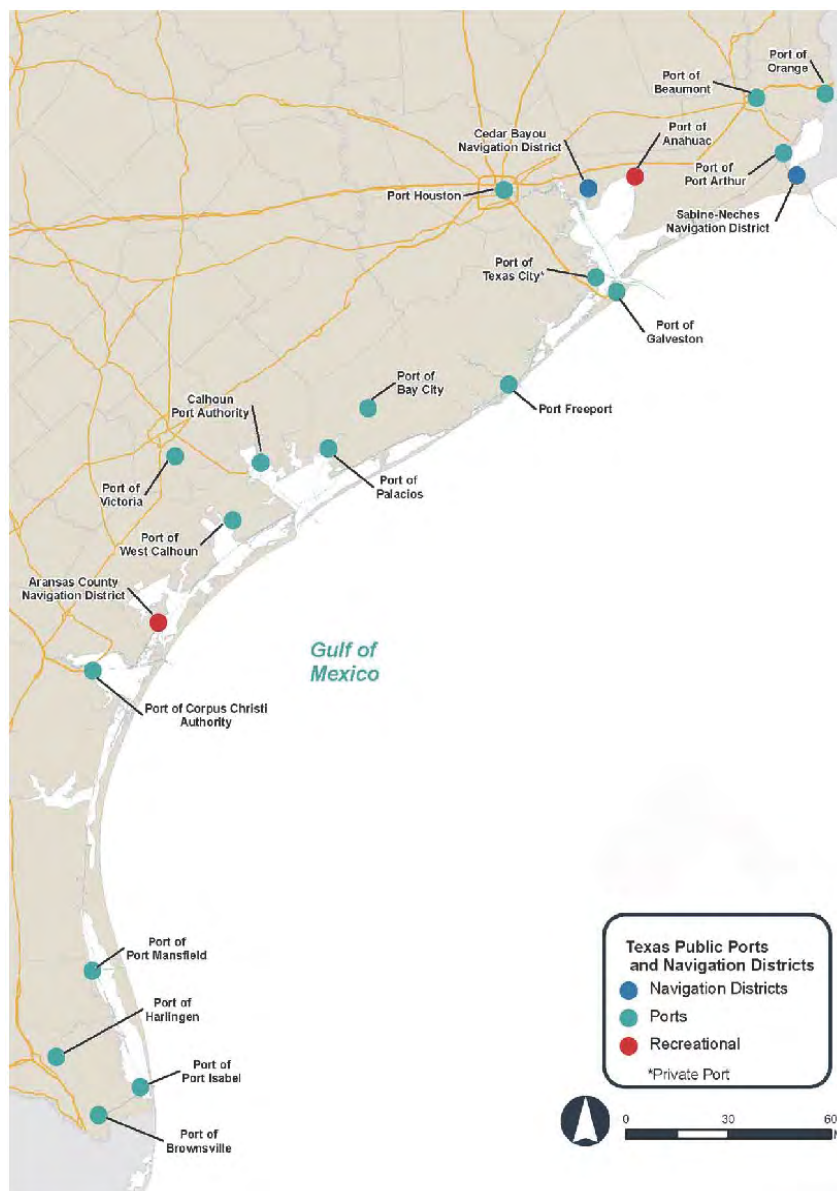 Port of
Orange
Port of
Beaumont
Cedar Bayou
Navigation District
Port of
Anahuac
Port of
Port Arthur
Port Houston
Sabine-Neches
Navigation District
Port of
Texas City*
Port of
Galveston
Port of
Bay City
Port Freeport
Calhoun
Port Authority
Port of
Palacios
Port of
Victoria
Port of
West Calhoun
Aransas County
Navigation District
Gulf of
Mexico
Port of Corpus Christi
Authority
Port of
Port Mansfield
Port of
Harlingen
Port of
Port Isabel
Port of
Brownsville
Texas Public Ports
and Navigation Districts
Navigation Districts
Ports
Recreational
*Private Port
0 30 60